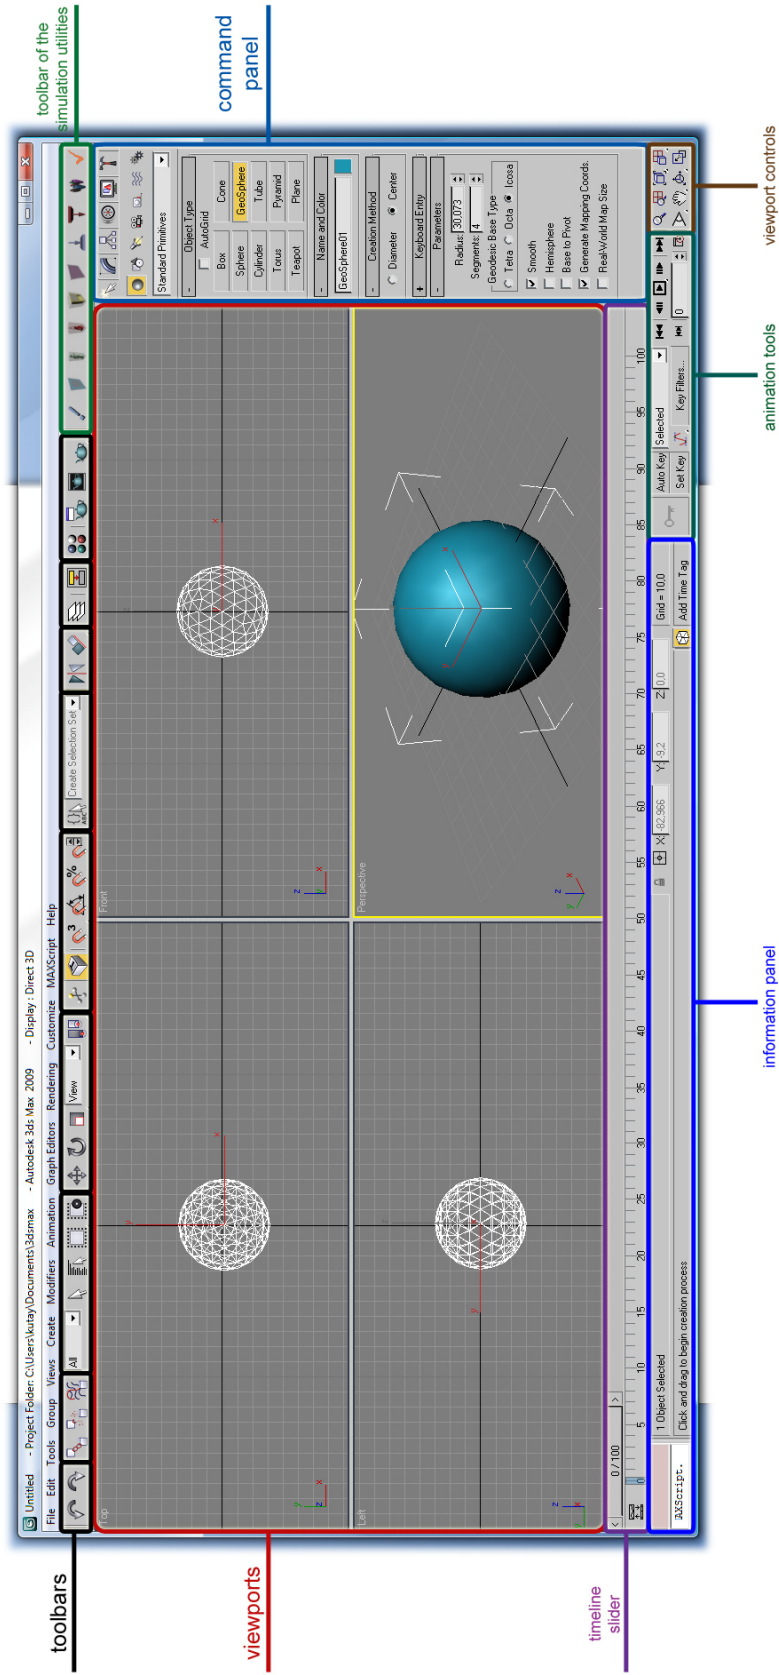 toolbar of the
simulation utilities
command
panel
Untitled - Project Folder: C:\Users\kutay\Documents\3dsmax - Autodesk 3ds Max 2009 - Display : Direct 3D
File Edit Tools Group Views Create Modifiers Animation Graph Editors Rendering Customize MAXScript Help
All
View
3
%
ABC
Create Selection Set
Top
Front
Left
Perspective
x
y
z
Standard Primitives
- Object Type
AutoGrid
Box Cone
Sphere GeoSphere
Cylinder Tube
Torus Pyramid
Teapot Plane
- Name and Color
GeoSphere01
- Creation Method
Diameter Center
+ Keyboard Entry
- Parameters
Radius: 30,073
Segments: 4
Geodesic Base Type
Tetra Octa Icosa
Smooth
Hemisphere
Base to Pivot
Generate Mapping Coords.
Real-World Map Size
< 0 / 100 >
0 5 10 15 20 25 30 35 40 45 50 55 60 65 70 75 80 85 90 95 100
1 Object Selected
X: -82,966 Y: -9,2 Z: 0,0 Grid = 10,0
AXScript.
Click and drag to begin creation process
Add Time Tag
Auto Key Selected
Set Key Key Filters...
0
toolbars
viewports
timeline
slider
information panel
animation tools
viewport controls